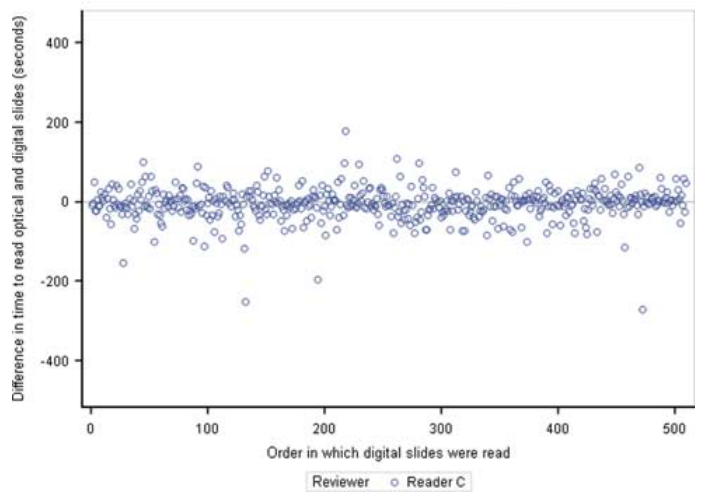 Difference in time to read optical and digital slides (seconds)
400
200
0
-200
-400
0 100 200 300 400 500
Order in which digital slides were read
Reviewer Reader C